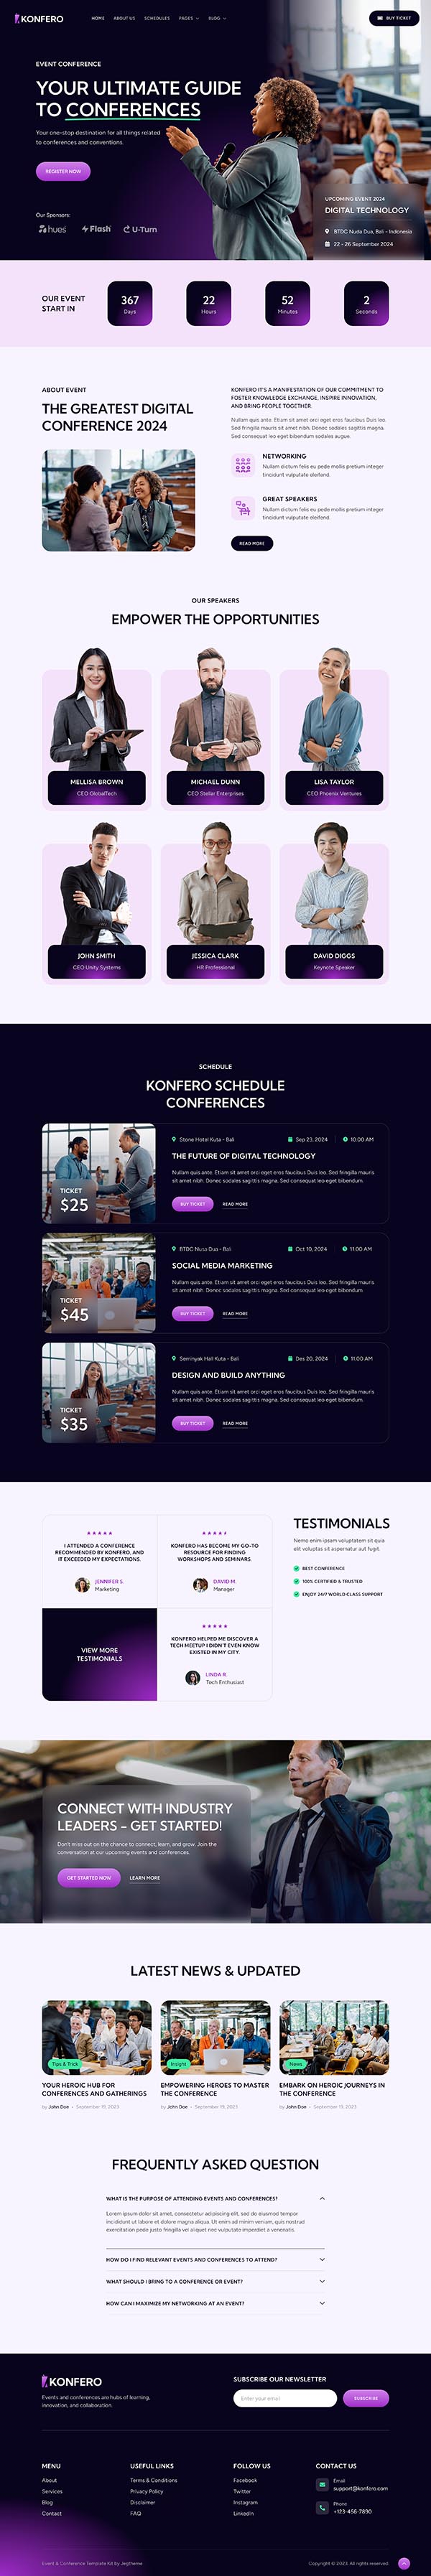 KONFERO
HOME ABOUT US SCHEDULES PAGES BLOG
BUY TICKET
EVENT CONFERENCE
YOUR ULTIMATE GUIDE
TO CONFERENCES
Your one-stop destination for all things related
to conferences and conventions.
REGISTER NOW
Our Sponsors:
hues Flash U-Turn
UPCOMING EVENT 2024
DIGITAL TECHNOLOGY
BTDC Nuda Dua, Bali - Indonesia
22 - 26 September 2024
OUR EVENT
START IN
367
Days
22
Hours
52
Minutes
2
Seconds
ABOUT EVENT
THE GREATEST DIGITAL
CONFERENCE 2024
KONFERO IT'S A MANIFESTATION OF OUR COMMITMENT TO
FOSTER KNOWLEDGE EXCHANGE, INSPIRE INNOVATION,
AND BRING PEOPLE TOGETHER.
Nullam quis ante. Etiam sit amet orci eget eros faucibus Duis leo.
Sed fringilla mauris sit amet nibh. Donec sodales sagittis magna.
Sed consequat leo eget bibendum sodales augue.
NETWORKING
Nullam dictum felis eu pede mollis pretium integer
tincidunt vulputate eleifend.
GREAT SPEAKERS
Nullam dictum felis eu pede mollis pretium integer
tincidunt vulputate eleifend.
READ MORE
OUR SPEAKERS
EMPOWER THE OPPORTUNITIES
MELLISA BROWN
CEO GlobalTech
MICHAEL DUNN
CEO Stellar Enterprises
LISA TAYLOR
CEO Phoenix Ventures
JOHN SMITH
CEO Unity Systems
JESSICA CLARK
HR Professional
DAVID DIGGS
Keynote Speaker
SCHEDULE
KONFERO SCHEDULE
CONFERENCES
Stone Hotel Kuta - Bali Sep 23, 2024 10:00 AM
THE FUTURE OF DIGITAL TECHNOLOGY
Nullam quis ante. Etiam sit amet orci eget eros faucibus Duis leo. Sed fringilla mauris
sit amet nibh. Donec sodales sagittis magna. Sed consequat leo eget bibendum.
TICKET
$25
BUY TICKET READ MORE
BTDC Nusa Dua - Bali Oct 10, 2024 11:00 AM
SOCIAL MEDIA MARKETING
Nullam quis ante. Etiam sit amet orci eget eros faucibus Duis leo. Sed fringilla mauris
sit amet nibh. Donec sodales sagittis magna. Sed consequat leo eget bibendum.
TICKET
$45
BUY TICKET READ MORE
Seminyak Hall Kuta - Bali Des 20, 2024 11:00 AM
DESIGN AND BUILD ANYTHING
Nullam quis ante. Etiam sit amet orci eget eros faucibus Duis leo. Sed fringilla mauris
sit amet nibh. Donec sodales sagittis magna. Sed consequat leo eget bibendum.
TICKET
$35
BUY TICKET READ MORE
I ATTENDED A CONFERENCE
RECOMMENDED BY KONFERO, AND
IT EXCEEDED MY EXPECTATIONS.
JENNIFER S.
Marketing
KONFERO HAS BECOME MY GO-TO
RESOURCE FOR FINDING
WORKSHOPS AND SEMINARS.
DAVID M.
Manager
VIEW MORE
TESTIMONIALS
KONFERO HELPED ME DISCOVER A
TECH MEETUP I DIDN'T EVEN KNOW
EXISTED IN MY CITY.
LINDA R.
Tech Enthusiast
TESTIMONIALS
Nemo enim ipsam voluptatem sit quia
elit voluptas sit aspernatur aut fugit.
BEST CONFERENCE
100% CERTIFIED & TRUSTED
ENJOY 24/7 WORLD-CLASS SUPPORT
CONNECT WITH INDUSTRY
LEADERS - GET STARTED!
Don't miss out on the chance to connect, learn, and grow. Join the
conversation at our upcoming events and conferences.
GET STARTED NOW LEARN MORE
LATEST NEWS & UPDATED
Tips & Trick
YOUR HEROIC HUB FOR
CONFERENCES AND GATHERINGS
by John Doe • September 19, 2023
Insight
EMPOWERING HEROES TO MASTER
THE CONFERENCE
by John Doe • September 19, 2023
News
EMBARK ON HEROIC JOURNEYS IN
THE CONFERENCE
by John Doe • September 19, 2023
FREQUENTLY ASKED QUESTION
WHAT IS THE PURPOSE OF ATTENDING EVENTS AND CONFERENCES?
Lorem ipsum dolor sit amet, consectetur adipiscing elit, sed do eiusmod tempor
incididunt ut labore et dolore magna aliqua. Ut enim ad minim veniam, quis nostrud
exercitation pede justo fringilla vel aliquet nec vulputate imperdiet a venenatis.
HOW DO I FIND RELEVANT EVENTS AND CONFERENCES TO ATTEND?
WHAT SHOULD I BRING TO A CONFERENCE OR EVENT?
HOW CAN I MAXIMIZE MY NETWORKING AT AN EVENT?
KONFERO
Events and conferences are hubs of learning,
innovation, and collaboration.
SUBSCRIBE OUR NEWSLETTER
Enter your email
SUBSCRIBE
MENU
About
Services
Blog
Contact
USEFUL LINKS
Terms & Conditions
Privacy Policy
Disclaimer
FAQ
FOLLOW US
Facebook
Twitter
Instagram
LinkedIn
CONTACT US
Email
support@konfero.com
Phone
+123-456-7890
Event & Conference Template Kit by Jegtheme
Copyright © 2023. All rights reserved.